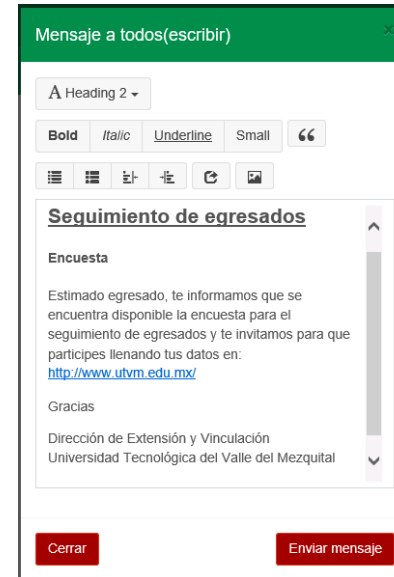 Mensaje a todos(escribir)
×
A Heading 2
Bold Italic Underline Small
Seguimiento de egresados
Encuesta
Estimado egresado, te informamos que se
encuentra disponible la encuesta para el
seguimiento de egresados y te invitamos para que
participes llenando tus datos en:
http://www.utvm.edu.mx/
Gracias
Dirección de Extensión y Vinculación
Universidad Tecnológica del Valle del Mezquital
Cerrar Enviar mensaje